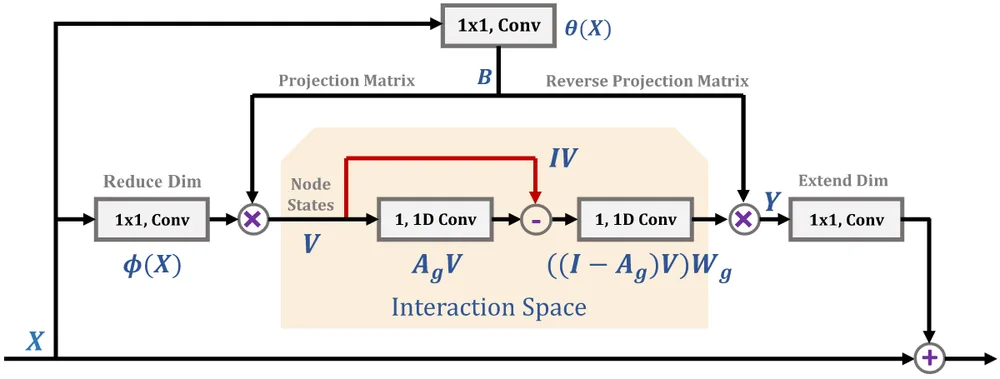 1x1, Conv
θ(X)
Projection Matrix
B
Reverse Projection Matrix
IV
Reduce Dim
Node
States
Extend Dim
1x1, Conv
×
V
1, 1D Conv
-
1, 1D Conv
×
Y
1x1, Conv
ϕ(X)
A_gV
((I − A_g)V)W_g
Interaction Space
X
+